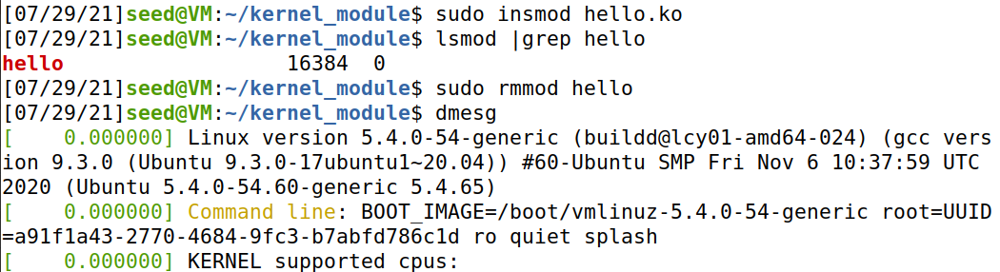 [07/29/21]seed@VM:~/kernel_module$ sudo insmod hello.ko
[07/29/21]seed@VM:~/kernel_module$ lsmod |grep hello
hello                  16384  0
[07/29/21]seed@VM:~/kernel_module$ sudo rmmod hello
[07/29/21]seed@VM:~/kernel_module$ dmesg
[    0.000000] Linux version 5.4.0-54-generic (buildd@lcy01-amd64-024) (gcc vers
ion 9.3.0 (Ubuntu 9.3.0-17ubuntu1~20.04)) #60-Ubuntu SMP Fri Nov 6 10:37:59 UTC
2020 (Ubuntu 5.4.0-54.60-generic 5.4.65)
[    0.000000] Command line: BOOT_IMAGE=/boot/vmlinuz-5.4.0-54-generic root=UUID
=a91f1a43-2770-4684-9fc3-b7abfd786c1d ro quiet splash
[    0.000000] KERNEL supported cpus: